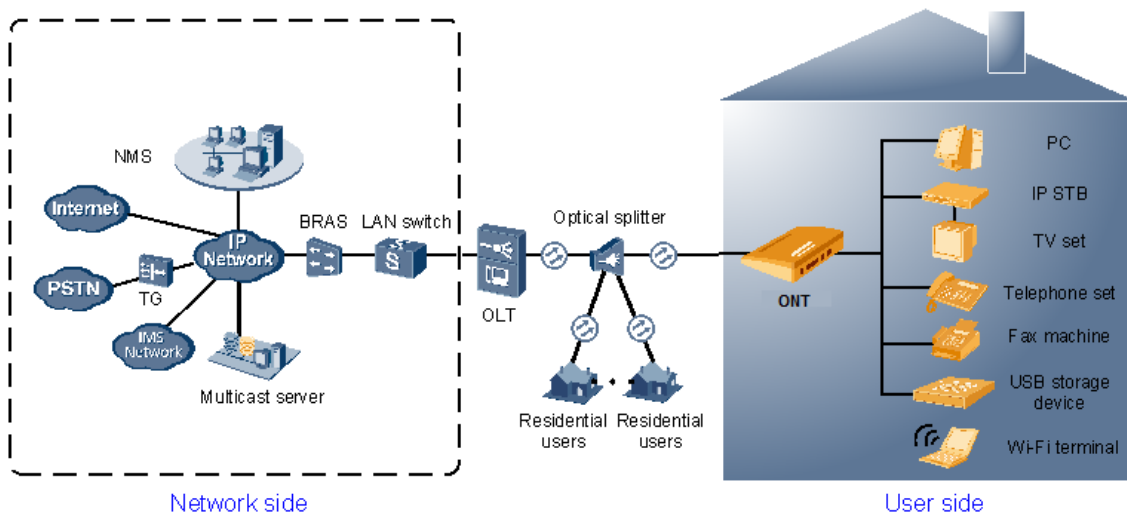 NMS
Internet
IP
Network
BRAS
LAN switch
PSTN
TG
IMS
Network
Multicast server
OLT
Optical splitter
Residential
users
Residential
users
ONT
PC
IP STB
TV set
Telephone set
Fax machine
USB storage
device
Wi-Fi terminal
Network side
User side